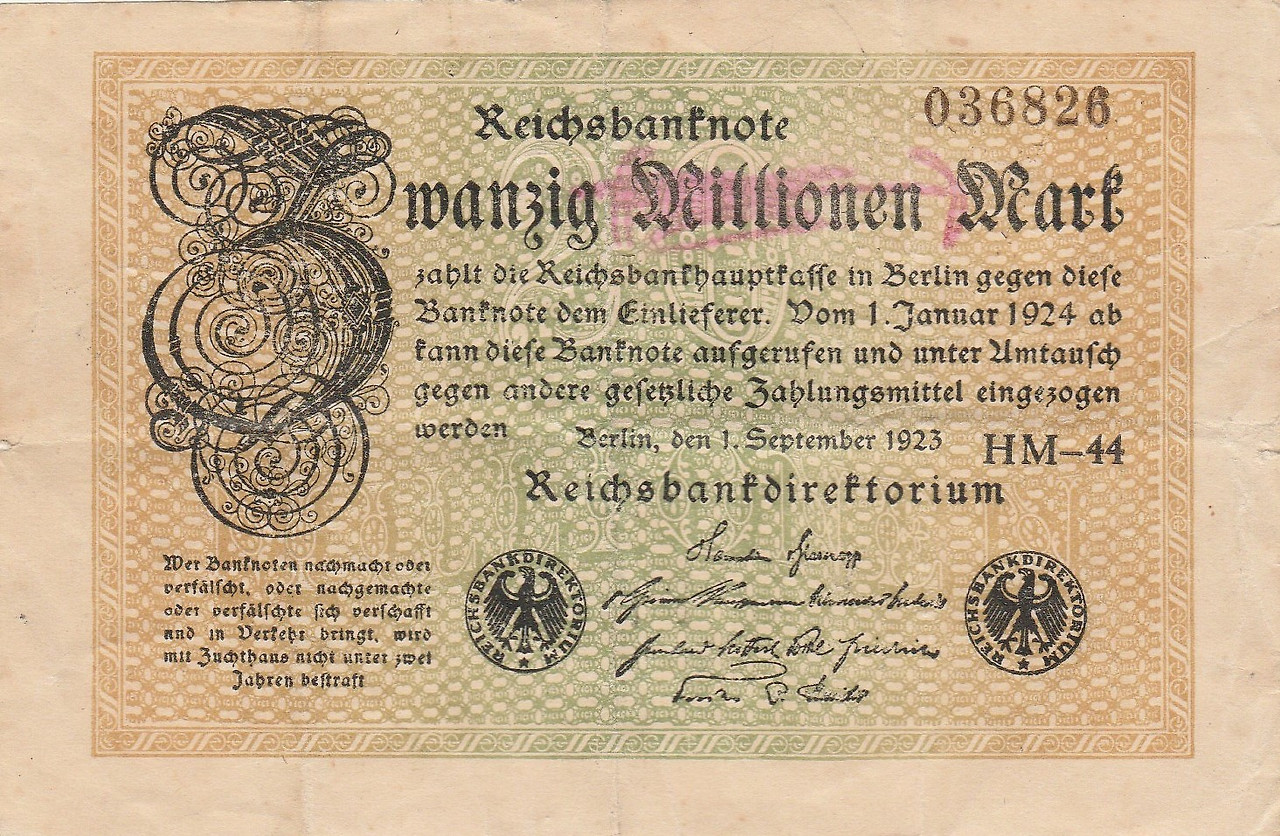 036826
Reichsbanknote
Zwanzig Millionen Mark
zahlt die Reichsbankhauptkasse in Berlin gegen diese
Banknote dem Einlieferer. Vom 1. Januar 1924 ab
kann diese Banknote aufgerufen und unter Umtausch
gegen andere gesetzliche Zahlungsmittel eingezogen
werden
Berlin, den 1. September 1923
HM-44
Reichsbankdirektorium
Wer Banknoten nachmacht oder
verfälscht, oder nachgemachte
oder verfälschte sich verschafft
und in Verkehr bringt, wird
mit Zuchthaus nicht unter zwei
Jahren bestraft
REICHSBANKDIREKTORIUM
REICHSBANKDIREKTORIUM